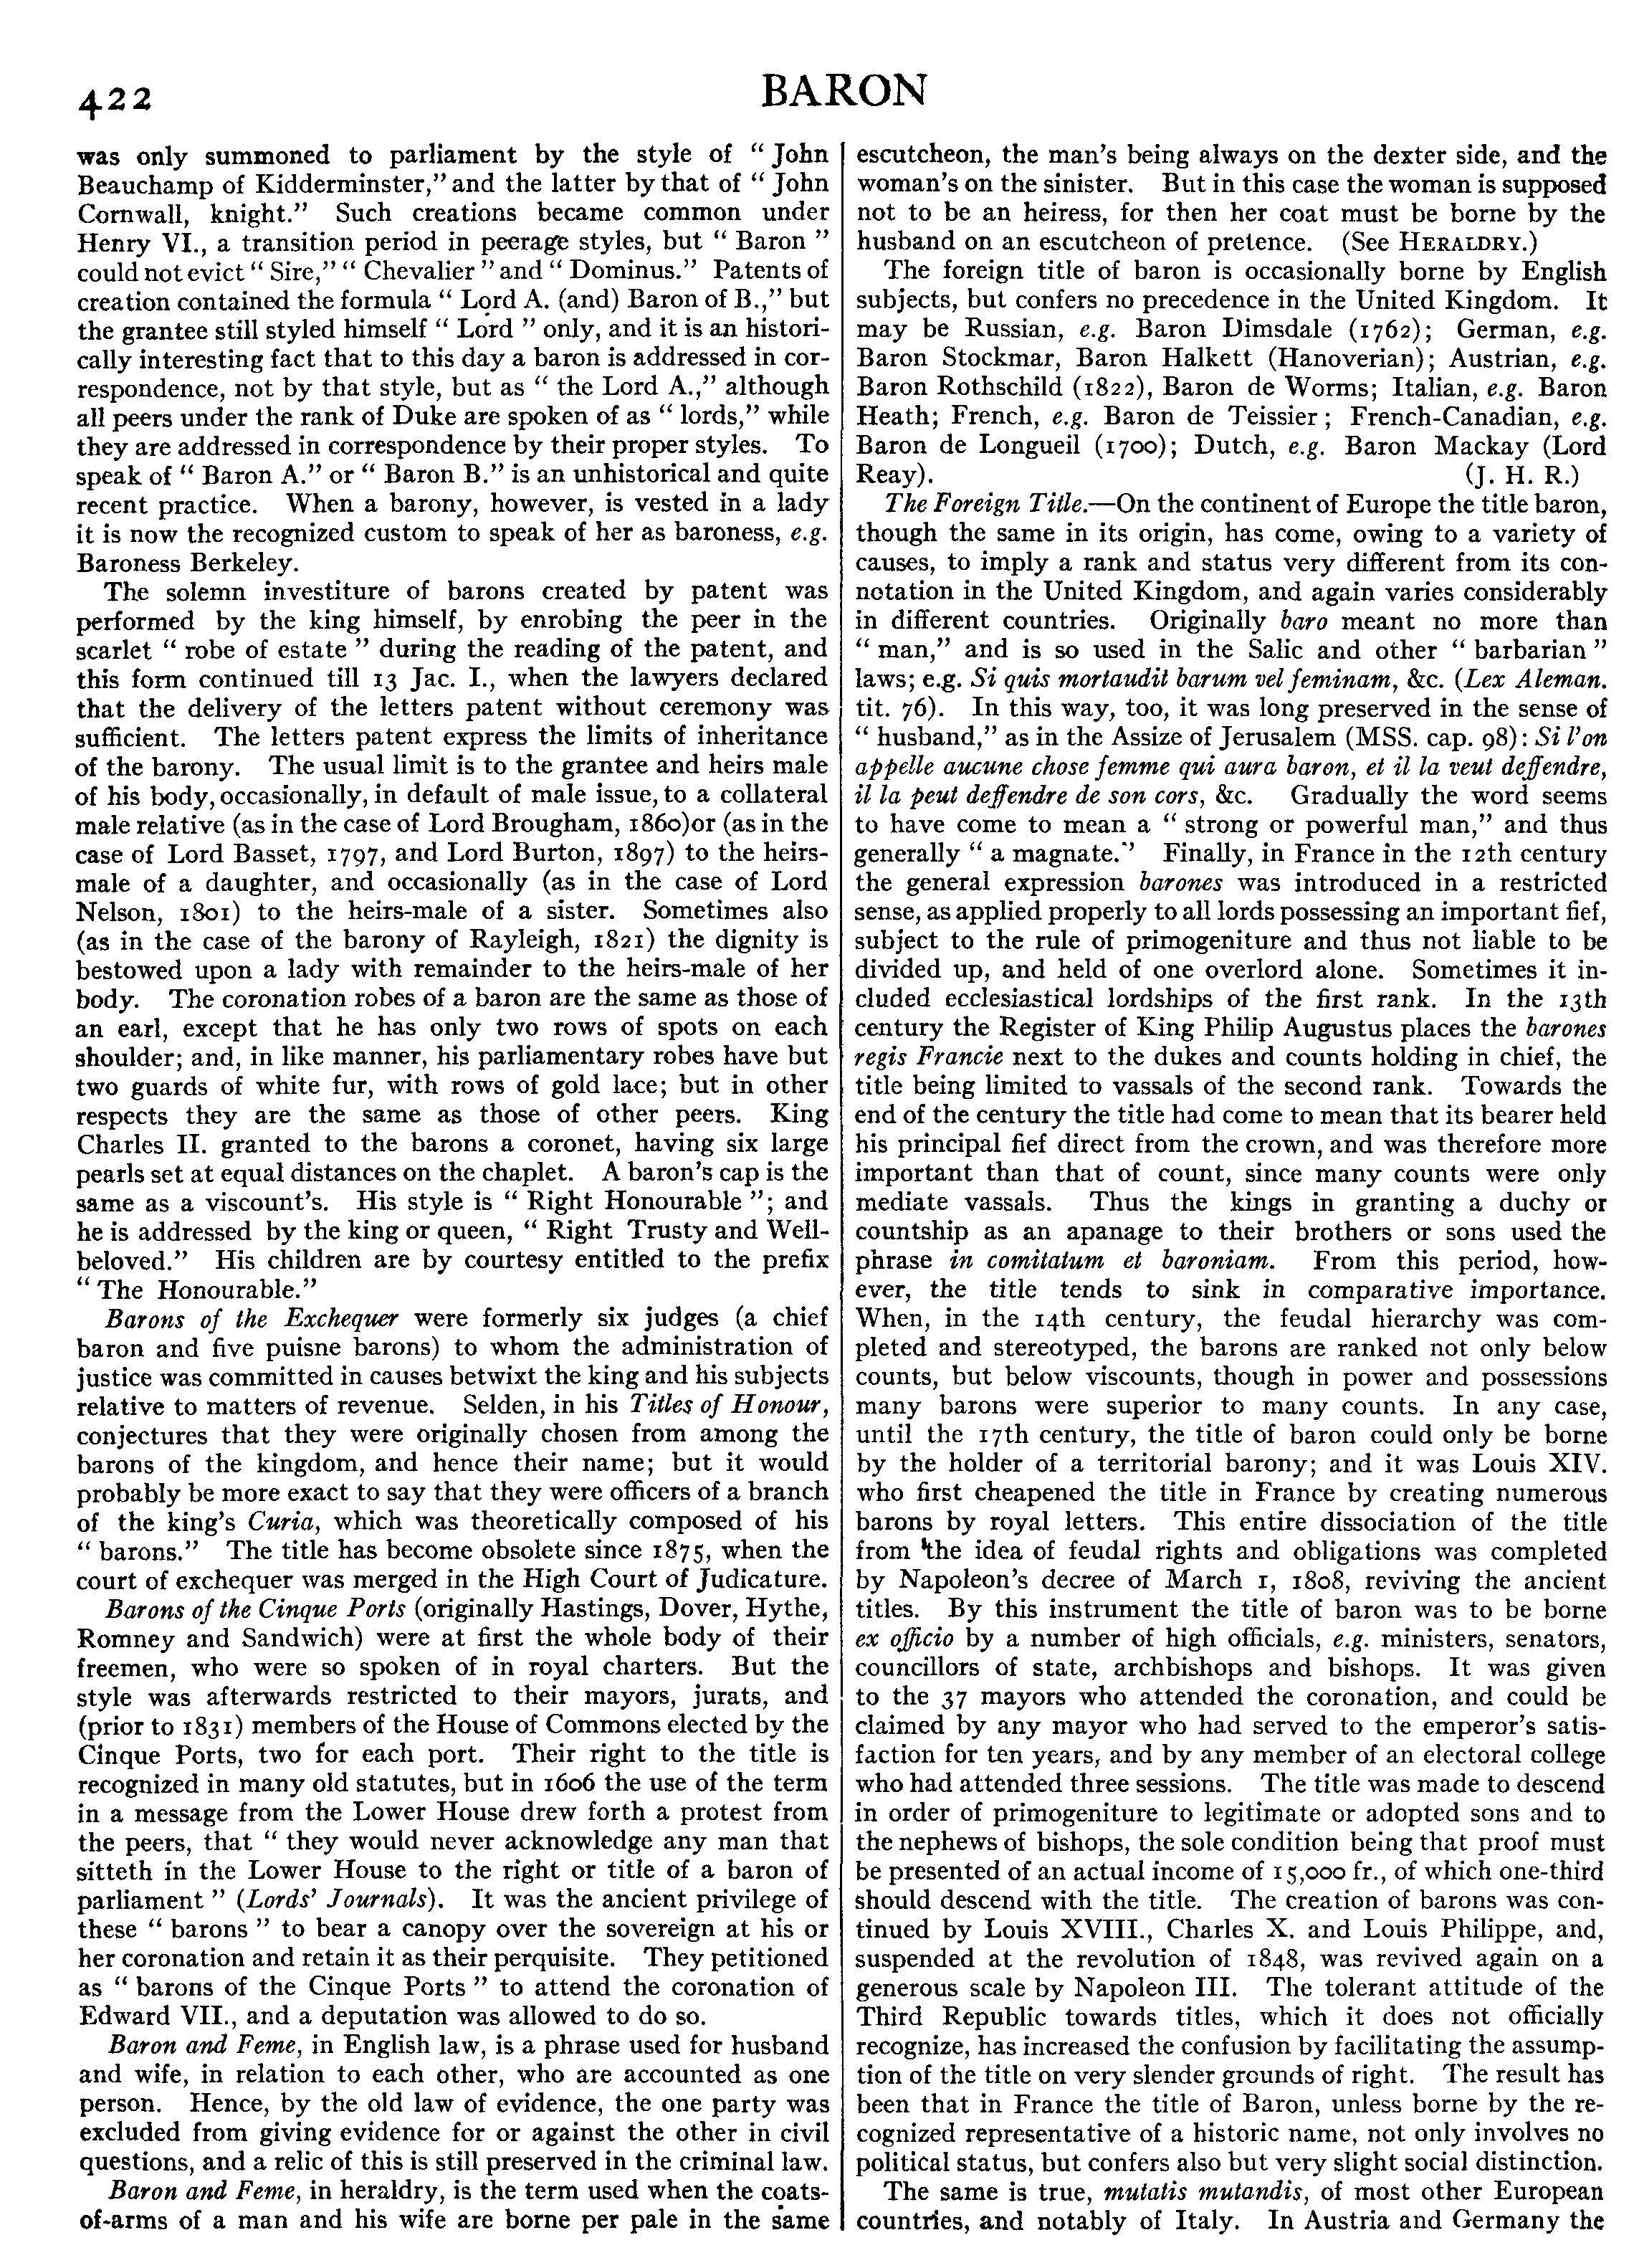 422
BARON
was only summoned to parliament by the style of “ John
Beauchamp of Kidderminster,” and the latter by that of “ John
Cornwall, knight.” Such creations became common under
Henry VI., a transition period in peerage styles, but “ Baron ”
could not evict “ Sire,” “ Chevalier ” and “ Dominus.” Patents of
creation contained the formula “ Lord A. (and) Baron of B.,” but
the grantee still styled himself “ Lord ” only, and it is an histori-
cally interesting fact that to this day a baron is addressed in cor-
respondence, not by that style, but as “ the Lord A.,” although
all peers under the rank of Duke are spoken of as “ lords,” while
they are addressed in correspondence by their proper styles. To
speak of “ Baron A.” or “ Baron B.” is an unhistorical and quite
recent practice. When a barony, however, is vested in a lady
it is now the recognized custom to speak of her as baroness, e.g.
Baroness Berkeley.
The solemn investiture of barons created by patent was
performed by the king himself, by enrobing the peer in the
scarlet “ robe of estate ” during the reading of the patent, and
this form continued till 13 Jac. I., when the lawyers declared
that the delivery of the letters patent without ceremony was
sufficient. The letters patent express the limits of inheritance
of the barony. The usual limit is to the grantee and heirs male
of his body, occasionally, in default of male issue, to a collateral
male relative (as in the case of Lord Brougham, 1860)or (as in the
case of Lord Basset, 1797, and Lord Burton, 1897) to the heirs-
male of a daughter, and occasionally (as in the case of Lord
Nelson, 1801) to the heirs-male of a sister. Sometimes also
(as in the case of the barony of Rayleigh, 1821) the dignity is
bestowed upon a lady with remainder to the heirs-male of her
body. The coronation robes of a baron are the same as those of
an earl, except that he has only two rows of spots on each
shoulder; and, in like manner, his parliamentary robes have but
two guards of white fur, with rows of gold lace; but in other
respects they are the same as those of other peers. King
Charles II. granted to the barons a coronet, having six large
pearls set at equal distances on the chaplet. A baron's cap is the
same as a viscount's. His style is “ Right Honourable ”; and
he is addressed by the king or queen, “ Right Trusty and Well-
beloved.” His children are by courtesy entitled to the prefix
“ The Honourable.”
Barons of the Exchequer were formerly six judges (a chief
baron and five puisne barons) to whom the administration of
justice was committed in causes betwixt the king and his subjects
relative to matters of revenue. Selden, in his Titles of Honour,
conjectures that they were originally chosen from among the
barons of the kingdom, and hence their name; but it would
probably be more exact to say that they were officers of a branch
of the king's Curia, which was theoretically composed of his
“ barons.” The title has become obsolete since 1875, when the
court of exchequer was merged in the High Court of Judicature.
Barons of the Cinque Ports (originally Hastings, Dover, Hythe,
Romney and Sandwich) were at first the whole body of their
freemen, who were so spoken of in royal charters. But the
style was afterwards restricted to their mayors, jurats, and
(prior to 1831) members of the House of Commons elected by the
Cinque Ports, two for each port. Their right to the title is
recognized in many old statutes, but in 1606 the use of the term
in a message from the Lower House drew forth a protest from
the peers, that “ they would never acknowledge any man that
sitteth in the Lower House to the right or title of a baron of
parliament ” (Lords' Journals). It was the ancient privilege of
these “ barons ” to bear a canopy over the sovereign at his or
her coronation and retain it as their perquisite. They petitioned
as “ barons of the Cinque Ports ” to attend the coronation of
Edward VII., and a deputation was allowed to do so.
Baron and Feme, in English law, is a phrase used for husband
and wife, in relation to each other, who are accounted as one
person. Hence, by the old law of evidence, the one party was
excluded from giving evidence for or against the other in civil
questions, and a relic of this is still preserved in the criminal law.
Baron and Feme, in heraldry, is the term used when the coats-
of-arms of a man and his wife are borne per pale in the same
escutcheon, the man's being always on the dexter side, and the
woman's on the sinister. But in this case the woman is supposed
not to be an heiress, for then her coat must be borne by the
husband on an escutcheon of pretence. (See HERALDRY.)
The foreign title of baron is occasionally borne by English
subjects, but confers no precedence in the United Kingdom. It
may be Russian, e.g. Baron Dimsdale (1762); German, e.g.
Baron Stockmar, Baron Halkett (Hanoverian); Austrian, e.g.
Baron Rothschild (1822), Baron de Worms; Italian, e.g. Baron
Heath; French, e.g. Baron de Teissier; French-Canadian, e.g.
Baron de Longueil (1700); Dutch, e.g. Baron Mackay (Lord
Reay). (J. H. R.)
The Foreign Title.—On the continent of Europe the title baron,
though the same in its origin, has come, owing to a variety of
causes, to imply a rank and status very different from its con-
notation in the United Kingdom, and again varies considerably
in different countries. Originally baro meant no more than
“ man,” and is so used in the Salic and other “ barbarian ”
laws; e.g. Si quis mortaudit barum vel feminam, &c. (Lex Aleman.
tit. 76). In this way, too, it was long preserved in the sense of
“ husband,” as in the Assize of Jerusalem (MSS. cap. 98): Si l'on
appelle aucune chose femme qui aura baron, et il la veut deffendre,
il la peut deffendre de son cors, &c. Gradually the word seems
to have come to mean a “ strong or powerful man,” and thus
generally “ a magnate.” Finally, in France in the 12th century
the general expression barones was introduced in a restricted
sense, as applied properly to all lords possessing an important fief,
subject to the rule of primogeniture and thus not liable to be
divided up, and held of one overlord alone. Sometimes it in-
cluded ecclesiastical lordships of the first rank. In the 13th
century the Register of King Philip Augustus places the barones
regis Francie next to the dukes and counts holding in chief, the
title being limited to vassals of the second rank. Towards the
end of the century the title had come to mean that its bearer held
his principal fief direct from the crown, and was therefore more
important than that of count, since many counts were only
mediate vassals. Thus the kings in granting a duchy or
countship as an apanage to their brothers or sons used the
phrase in comitatum et baroniam. From this period, how-
ever, the title tends to sink in comparative importance.
When, in the 14th century, the feudal hierarchy was com-
pleted and stereotyped, the barons are ranked not only below
counts, but below viscounts, though in power and possessions
many barons were superior to many counts. In any case,
until the 17th century, the title of baron could only be borne
by the holder of a territorial barony; and it was Louis XIV.
who first cheapened the title in France by creating numerous
barons by royal letters. This entire dissociation of the title
from the idea of feudal rights and obligations was completed
by Napoleon's decree of March 1, 1808, reviving the ancient
titles. By this instrument the title of baron was to be borne
ex officio by a number of high officials, e.g. ministers, senators,
councillors of state, archbishops and bishops. It was given
to the 37 mayors who attended the coronation, and could be
claimed by any mayor who had served to the emperor's satis-
faction for ten years, and by any member of an electoral college
who had attended three sessions. The title was made to descend
in order of primogeniture to legitimate or adopted sons and to
the nephews of bishops, the sole condition being that proof must
be presented of an actual income of 15,000 fr., of which one-third
should descend with the title. The creation of barons was con-
tinued by Louis XVIII., Charles X. and Louis Philippe, and,
suspended at the revolution of 1848, was revived again on a
generous scale by Napoleon III. The tolerant attitude of the
Third Republic towards titles, which it does not officially
recognize, has increased the confusion by facilitating the assump-
tion of the title on very slender grounds of right. The result has
been that in France the title of Baron, unless borne by the re-
cognized representative of a historic name, not only involves no
political status, but confers also but very slight social distinction.
The same is true, mutatis mutandis, of most other European
countries, and notably of Italy. In Austria and Germany the